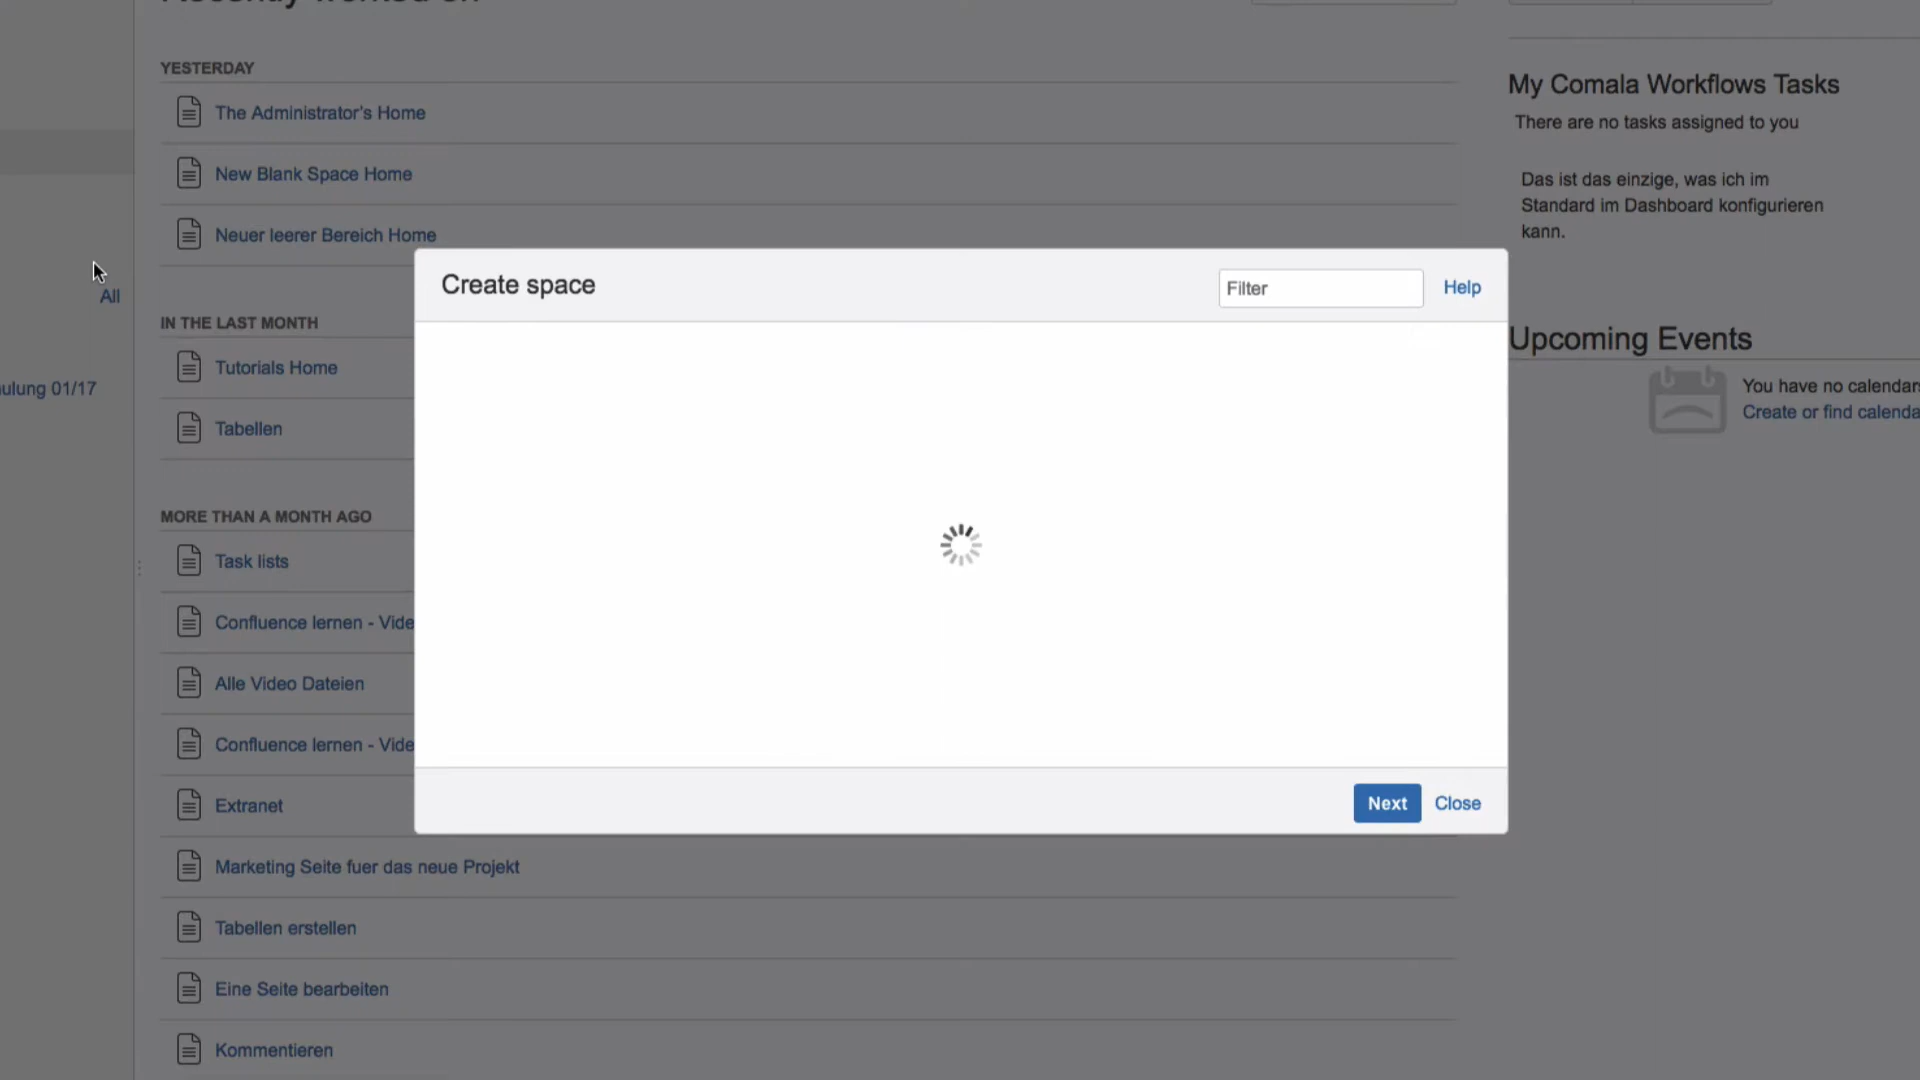 Recently worked on
YESTERDAY
The Administrator's Home
New Blank Space Home
Neuer leerer Bereich Home
All
IN THE LAST MONTH
Tutorials Home
ulung 01/17
Tabellen
MORE THAN A MONTH AGO
Task lists
Confluence lernen - Vide
Alle Video Dateien
Confluence lernen - Vide
Extranet
Marketing Seite fuer das neue Projekt
Tabellen erstellen
Eine Seite bearbeiten
Kommentieren
Create space
Filter
Help
Next
Close
My Comala Workflows Tasks
There are no tasks assigned to you
Das ist das einzige, was ich im
Standard im Dashboard konfigurieren
kann.
Upcoming Events
You have no calendars
Create or find calenda